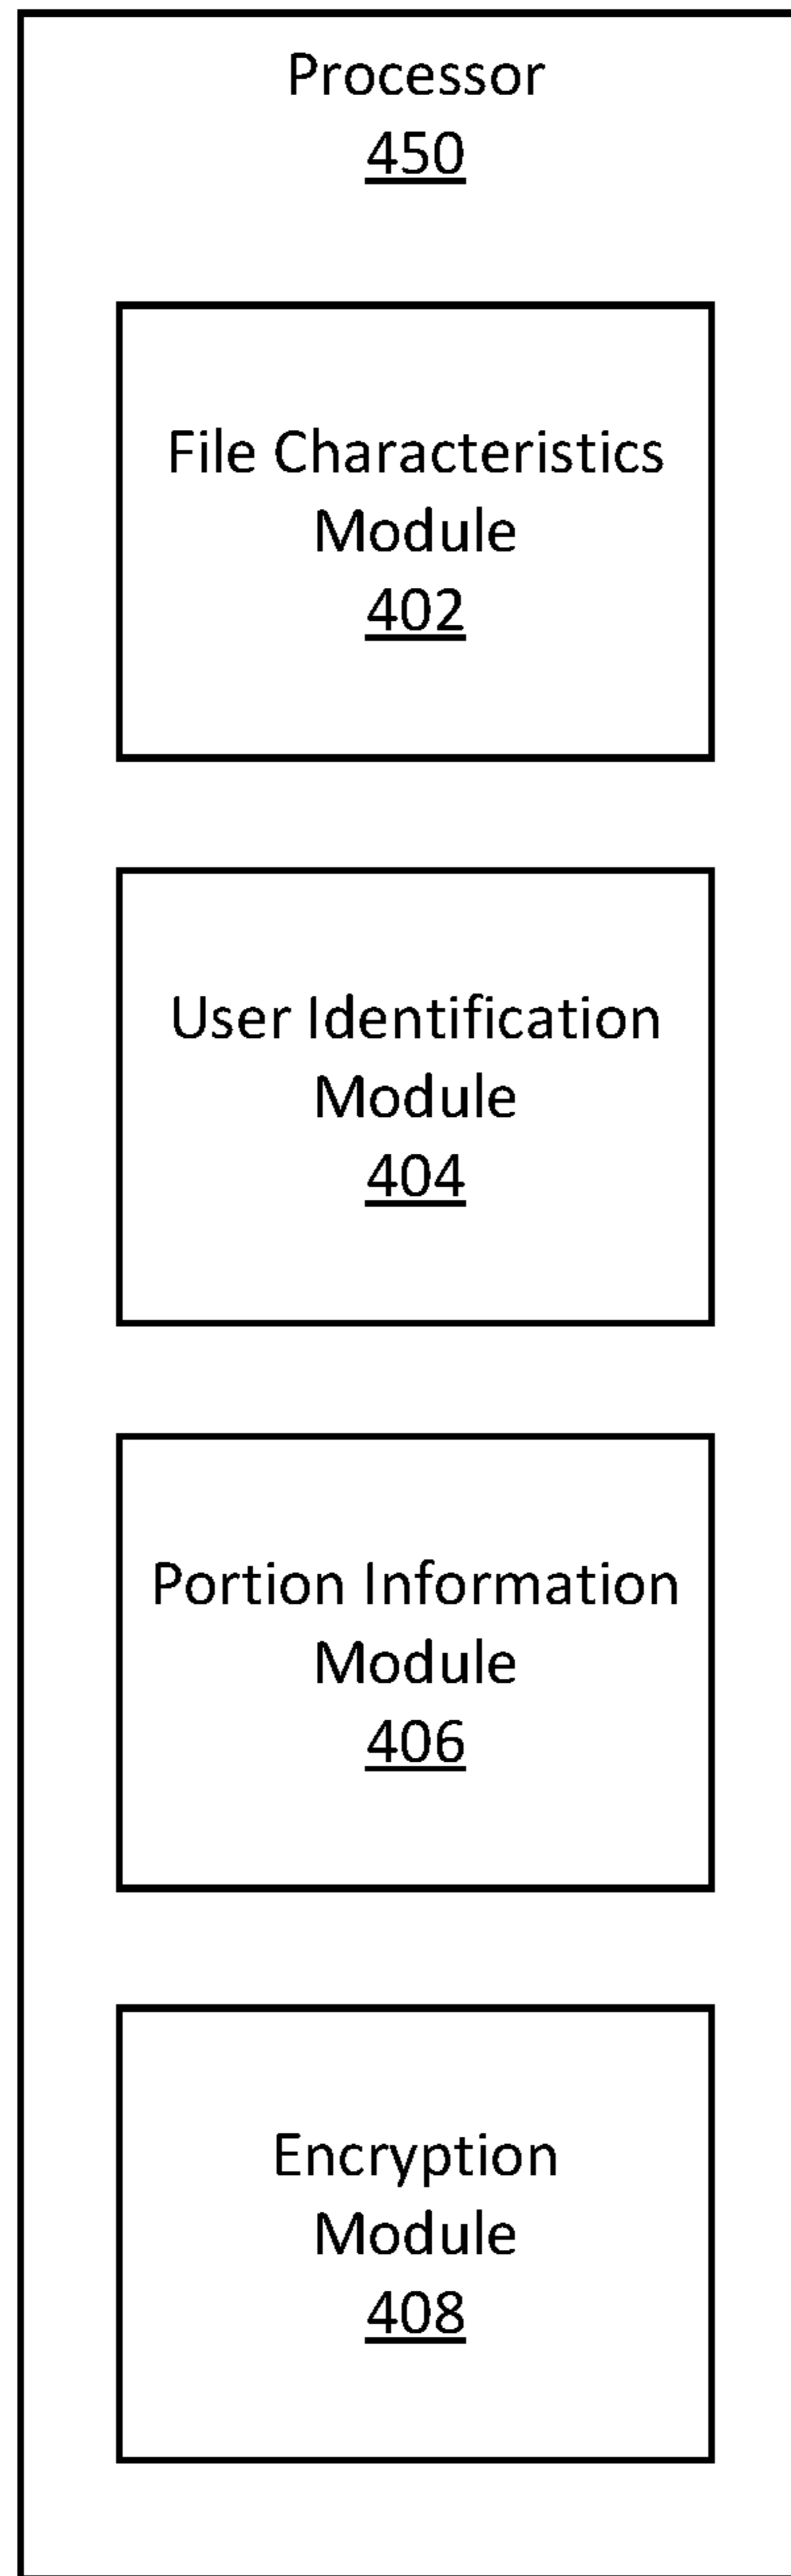 Processor
450
File Characteristics
Module
402
User Identification
Module
404
Portion Information
Module
406
Encryption
Module
408